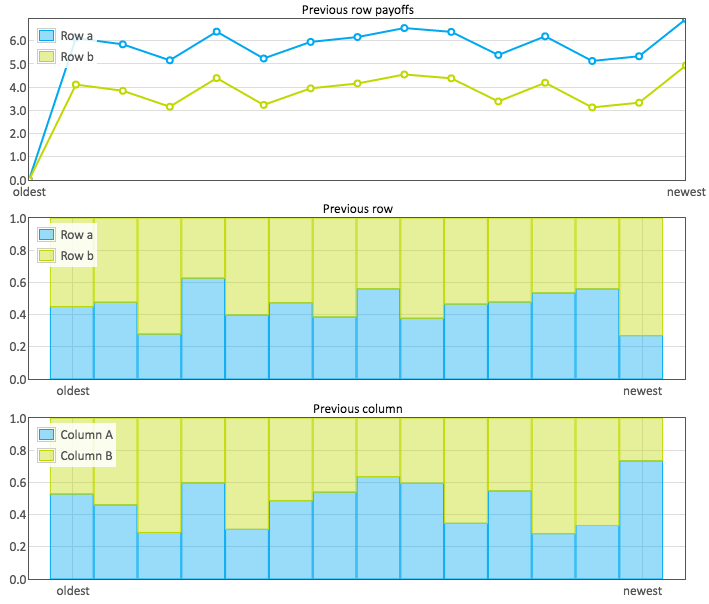 Previous row payoffs
6.0
Row a
Row b
5.0
4.0
3.0
2.0
1.0
0.0
oldest newest
Previous row
1.0
Row a
Row b
0.8
0.6
0.4
0.2
0.0
oldest newest
Previous column
1.0
Column A
Column B
0.8
0.6
0.4
0.2
0.0
oldest newest